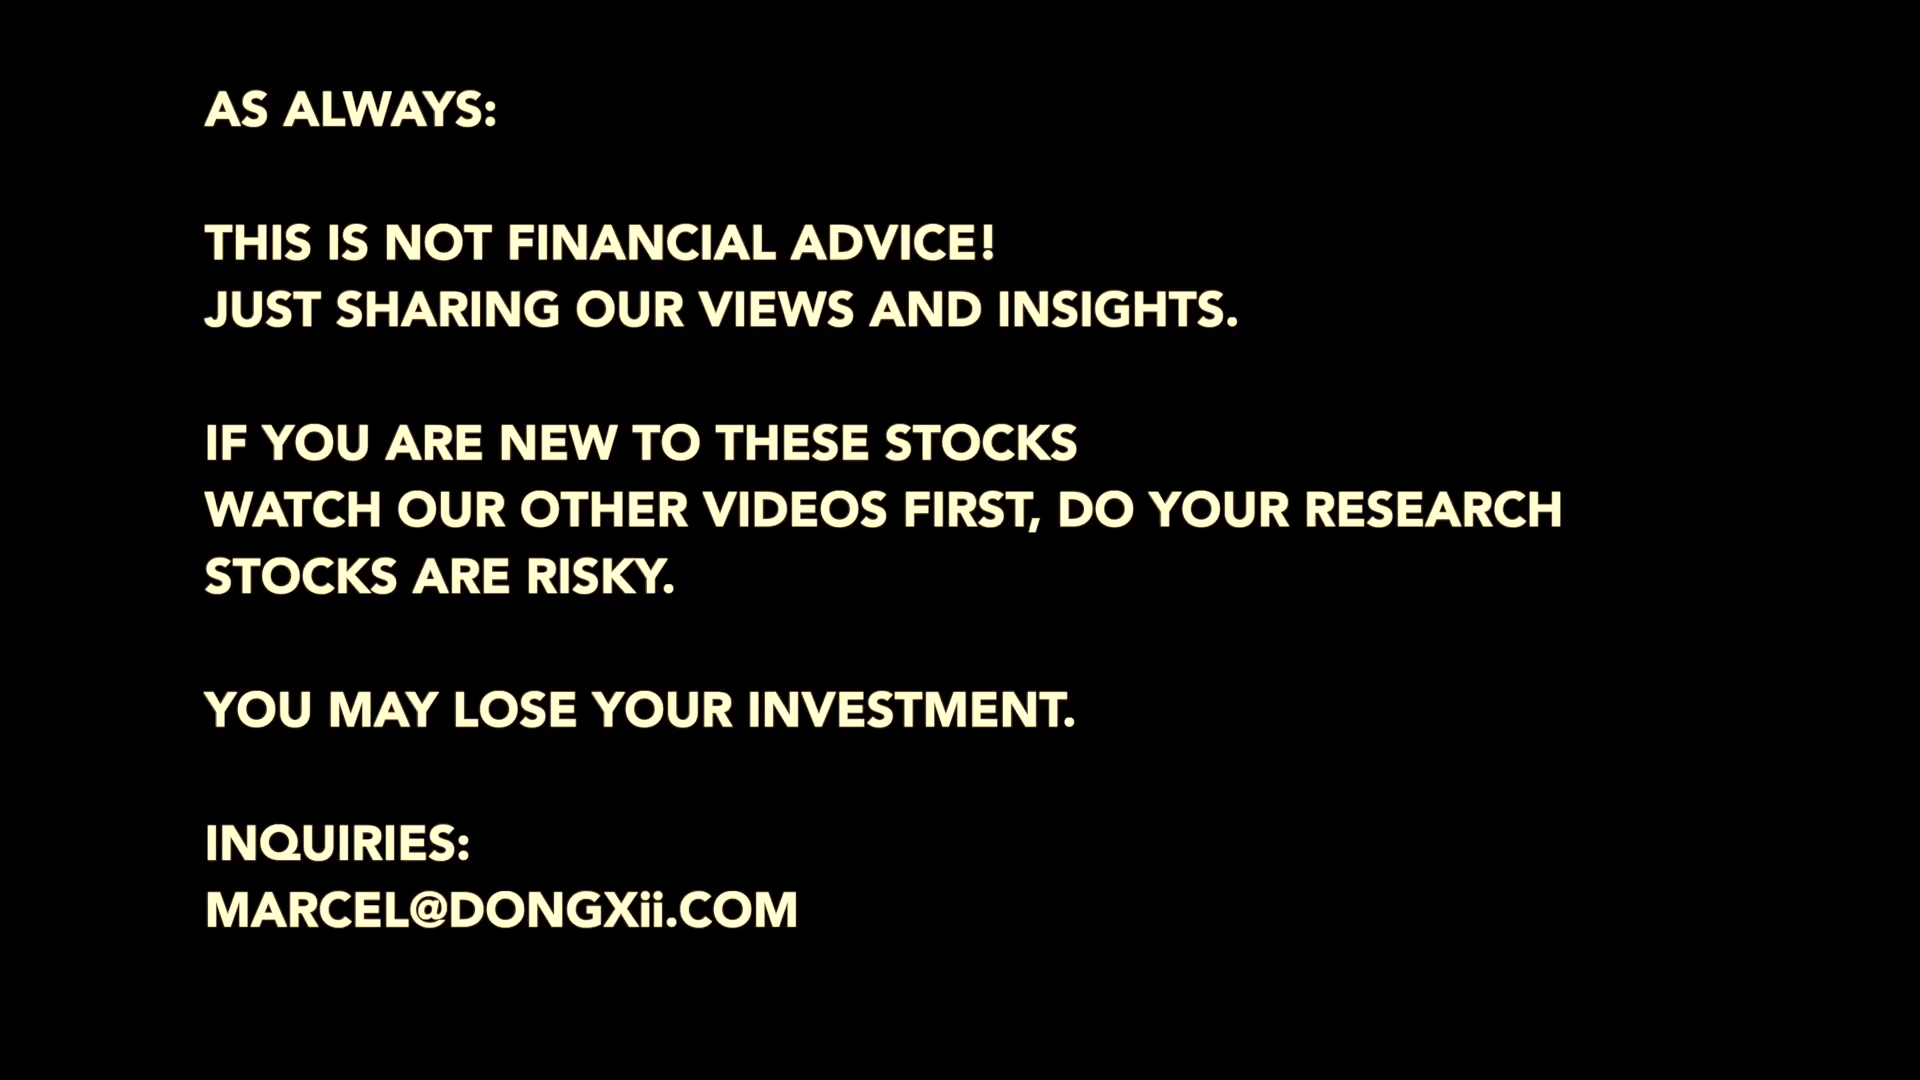 AS ALWAYS:
THIS IS NOT FINANCIAL ADVICE!
JUST SHARING OUR VIEWS AND INSIGHTS.
IF YOU ARE NEW TO THESE STOCKS
WATCH OUR OTHER VIDEOS FIRST, DO YOUR RESEARCH
STOCKS ARE RISKY.
YOU MAY LOSE YOUR INVESTMENT.
INQUIRIES:
MARCEL@DONGXii.COM